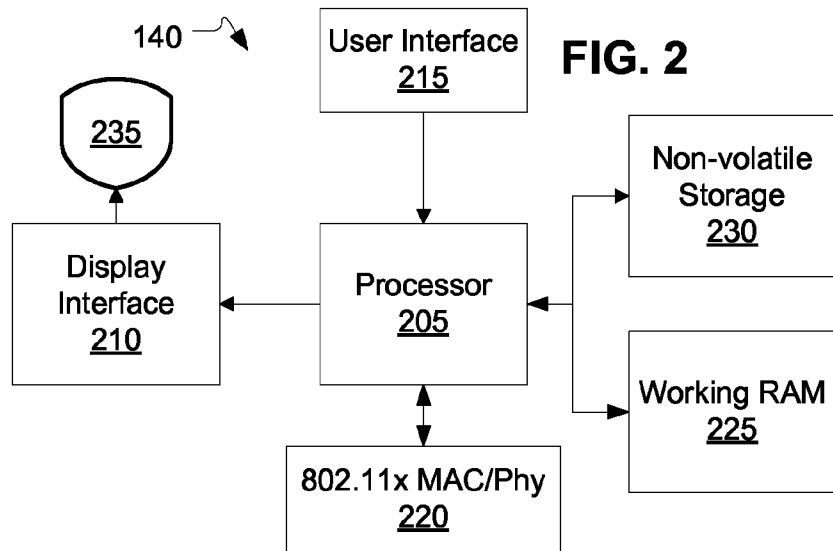 140
User Interface
215
FIG. 2
235
Non-volatile
Storage
230
Display
Interface
210
Processor
205
Working RAM
225
802.11x MAC/Phy
220